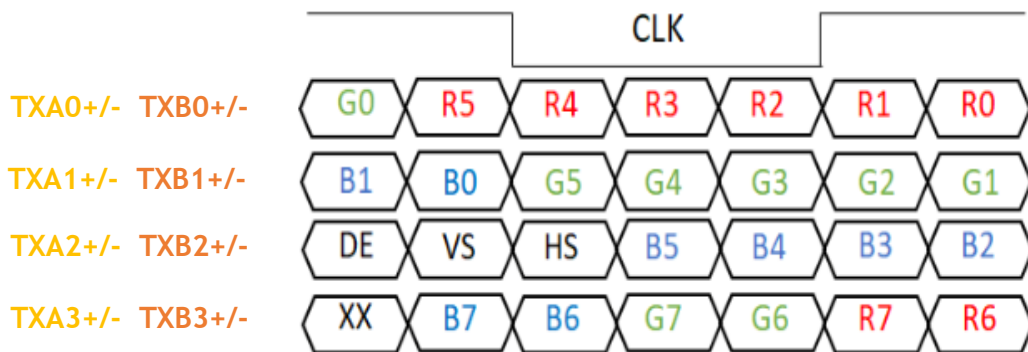 CLK
TXA0+/- TXB0+/- G0 R5 R4 R3 R2 R1 R0
TXA1+/- TXB1+/- B1 B0 G5 G4 G3 G2 G1
TXA2+/- TXB2+/- DE VS HS B5 B4 B3 B2
TXA3+/- TXB3+/- XX B7 B6 G7 G6 R7 R6